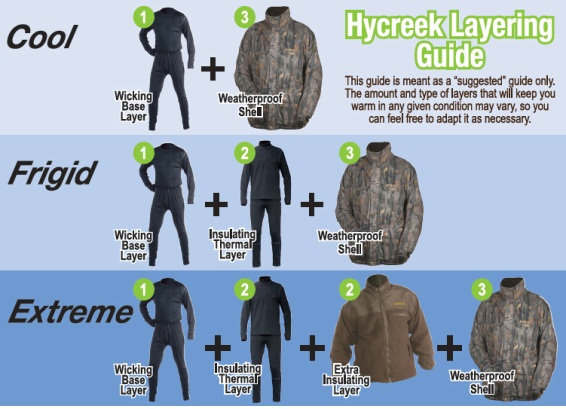 Hycreek Layering
Guide
This guide is meant as a “suggested” guide only.
The amount and type of layers that will keep you
warm in any given condition may vary, so you
can feel free to adapt it as necessary.
Cool
1
Wicking
Base
Layer
+
3
Weatherproof
Shell
Frigid
1
Wicking
Base
Layer
+
2
Insulating
Thermal
Layer
+
3
Weatherproof
Shell
Extreme
1
Wicking
Base
Layer
+
2
Insulating
Thermal
Layer
+
2
Extra
Insulating
Layer
+
3
Weatherproof
Shell